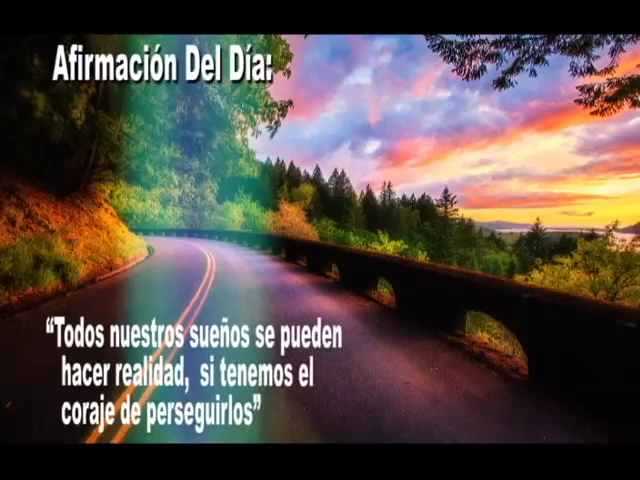 Afirmación Del Día:
“Todos nuestros sueños se pueden
hacer realidad, si tenemos el
coraje de perseguirlos”